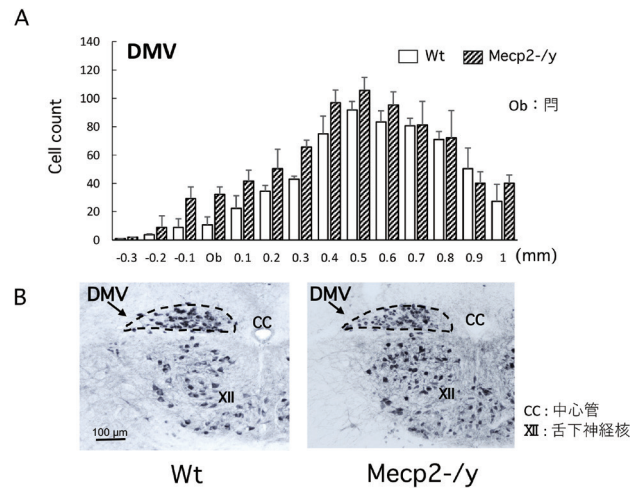 A
DMV
Wt
Mecp2-/y
Ob：閂
Cell count
140
120
100
80
60
40
20
0
-0.3 -0.2 -0.1 Ob 0.1 0.2 0.3 0.4 0.5 0.6 0.7 0.8 0.9 1 (mm)
B
DMV
CC
XII
100 µm
Wt
DMV
CC
XII
Mecp2-/y
CC : 中心管
XII : 舌下神経核